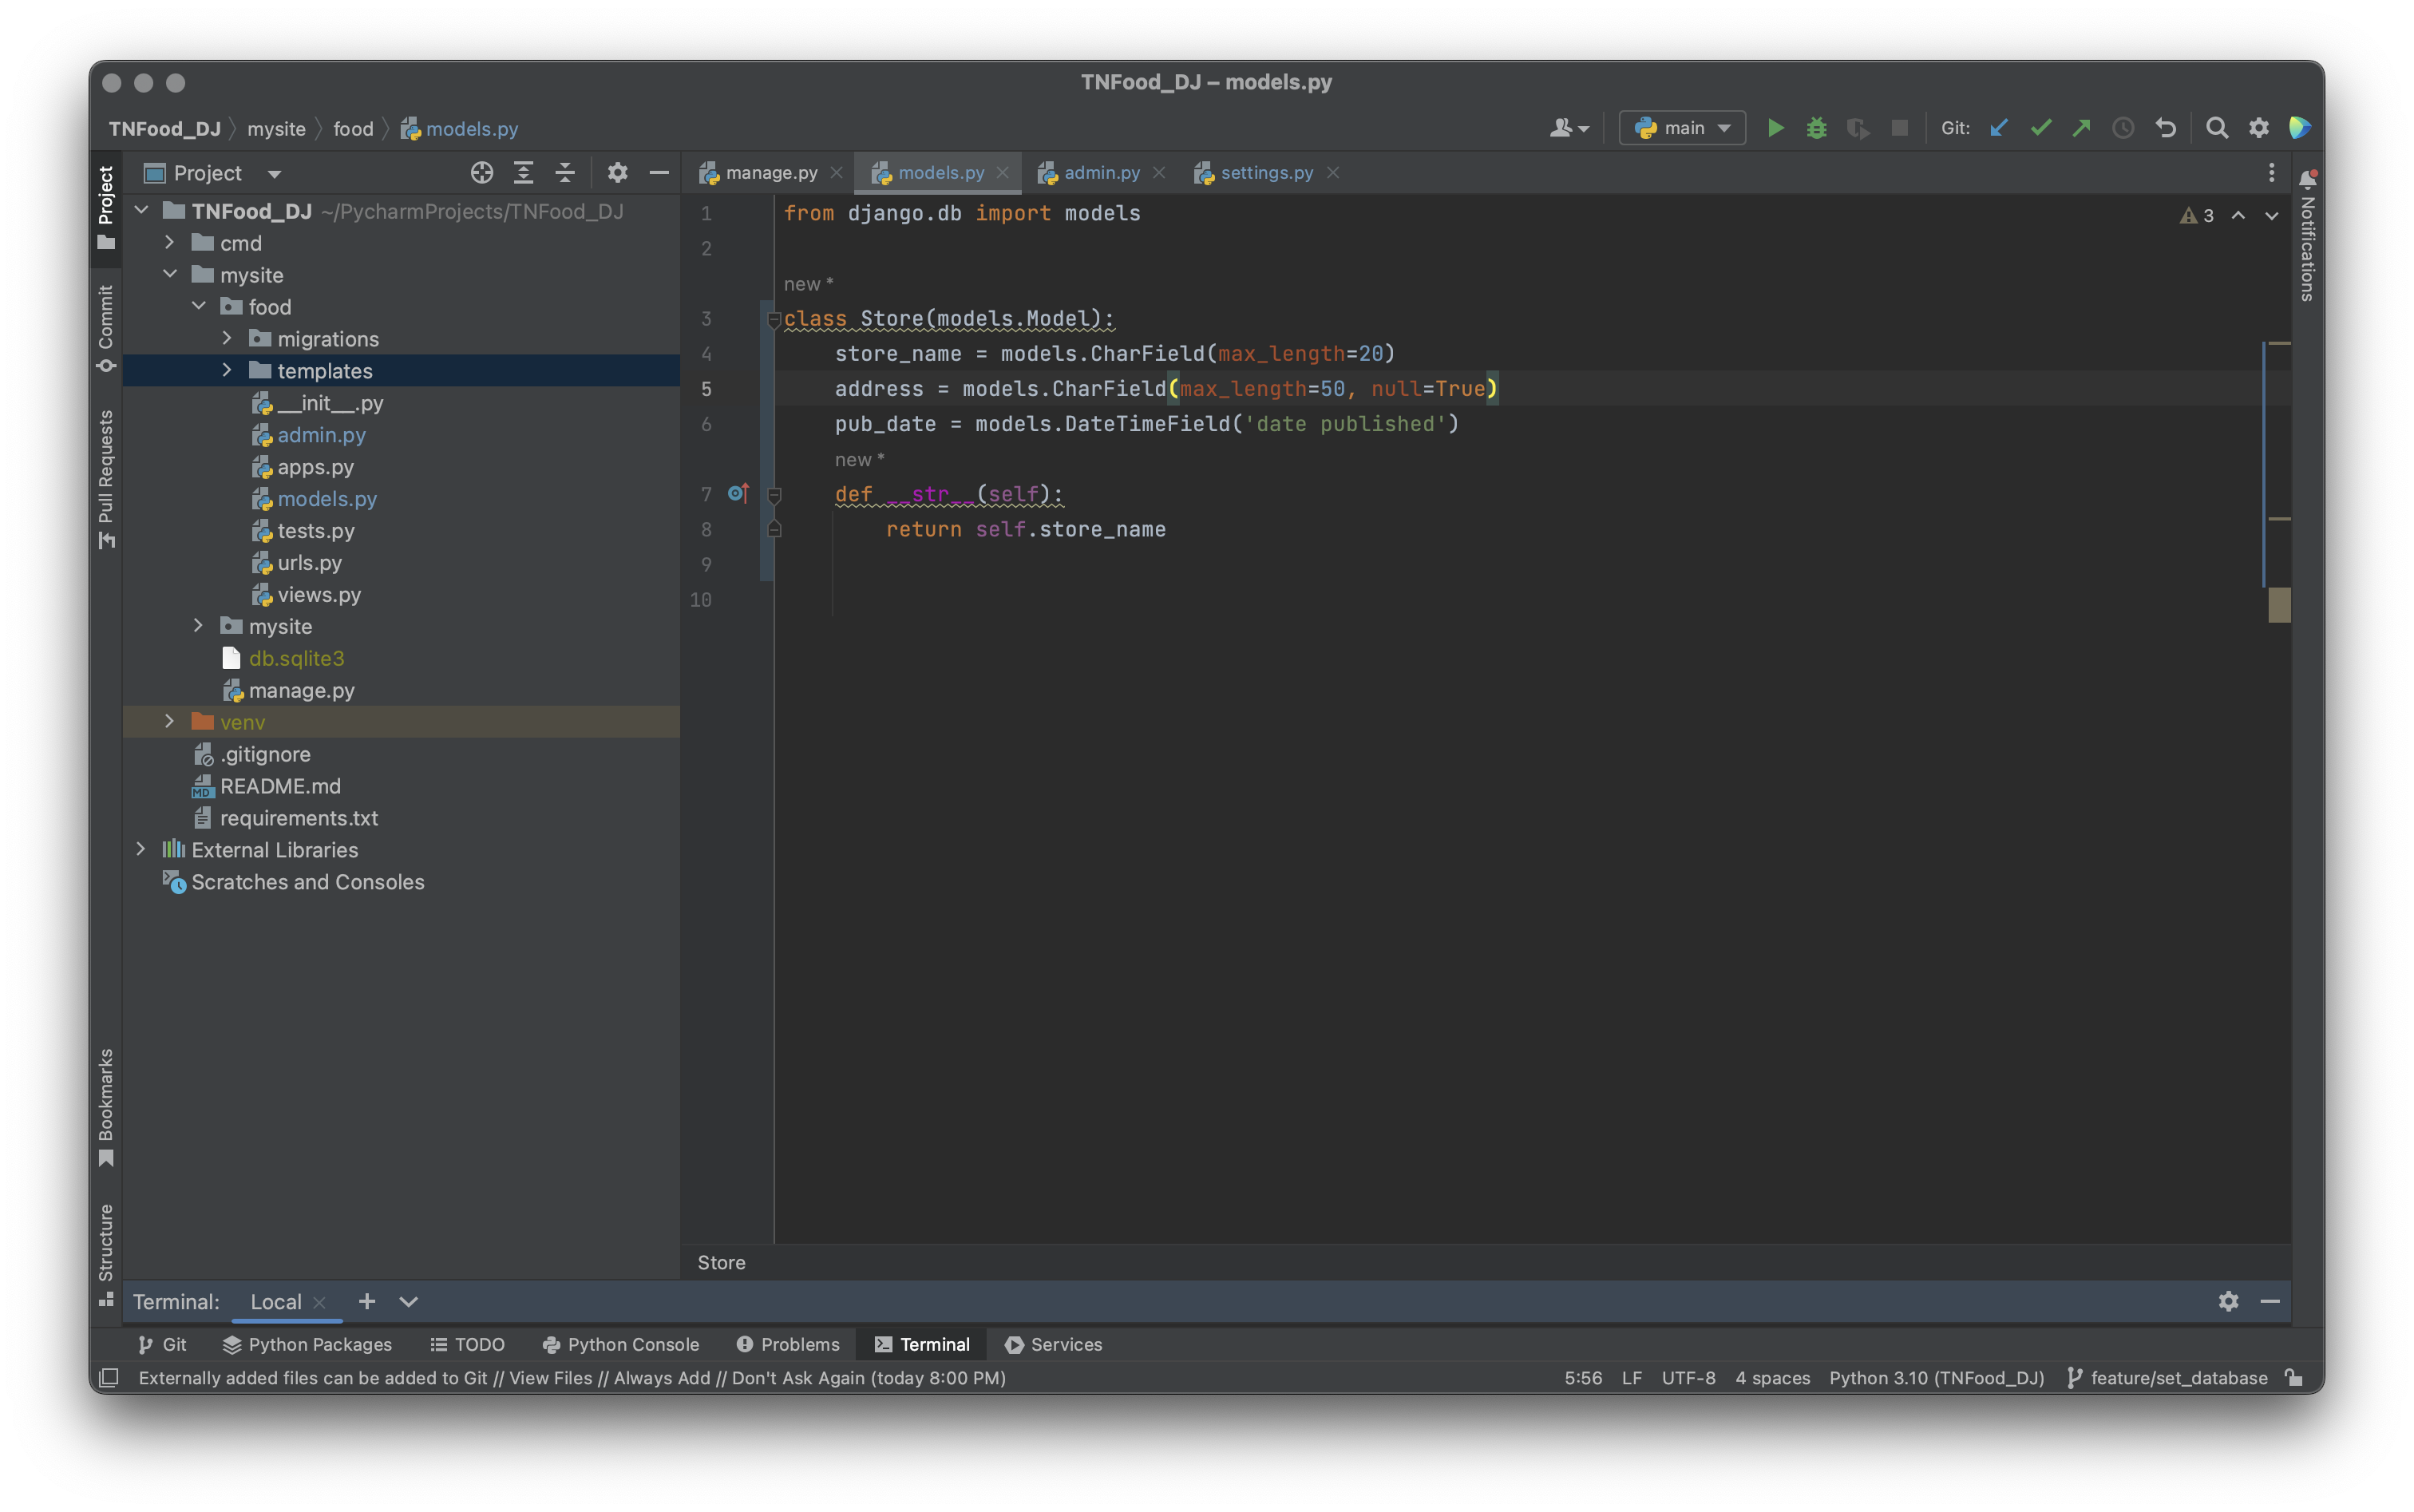 TNFood_DJ – models.py
TNFood_DJ mysite food models.py
main Git:
Project
manage.py models.py admin.py settings.py
Project
Commit
Pull Requests
Bookmarks
Structure
Notifications
TNFood_DJ ~/PycharmProjects/TNFood_DJ
cmd
mysite
food
migrations
templates
__init__.py
admin.py
apps.py
models.py
tests.py
urls.py
views.py
mysite
db.sqlite3
manage.py
venv
.gitignore
README.md
requirements.txt
External Libraries
Scratches and Consoles
3
1 from django.db import models
2
new *
3 class Store(models.Model):
4 store_name = models.CharField(max_length=20)
5 address = models.CharField(max_length=50, null=True)
6 pub_date = models.DateTimeField('date published')
new *
7 def __str__(self):
8 return self.store_name
9
10
Store
Terminal: Local
Git Python Packages TODO Python Console Problems Terminal Services
Externally added files can be added to Git // View Files // Always Add // Don't Ask Again (today 8:00 PM) 5:56 LF UTF-8 4 spaces Python 3.10 (TNFood_DJ) feature/set_database